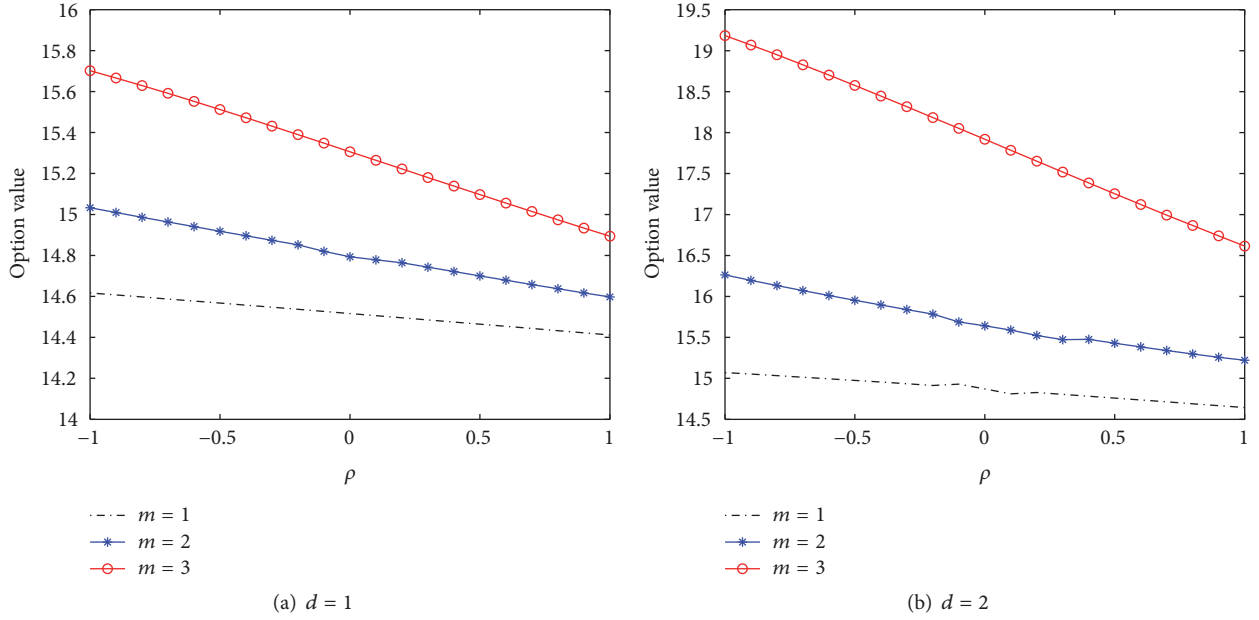 16
15.8
15.6
15.4
15.2
15
14.8
14.6
14.4
14.2
14
Option value
−1
−0.5
0
0.5
1
ρ
m = 1
m = 2
m = 3
(a) d = 1
19.5
19
18.5
18
17.5
17
16.5
16
15.5
15
14.5
Option value
−1
−0.5
0
0.5
1
ρ
m = 1
m = 2
m = 3
(b) d = 2